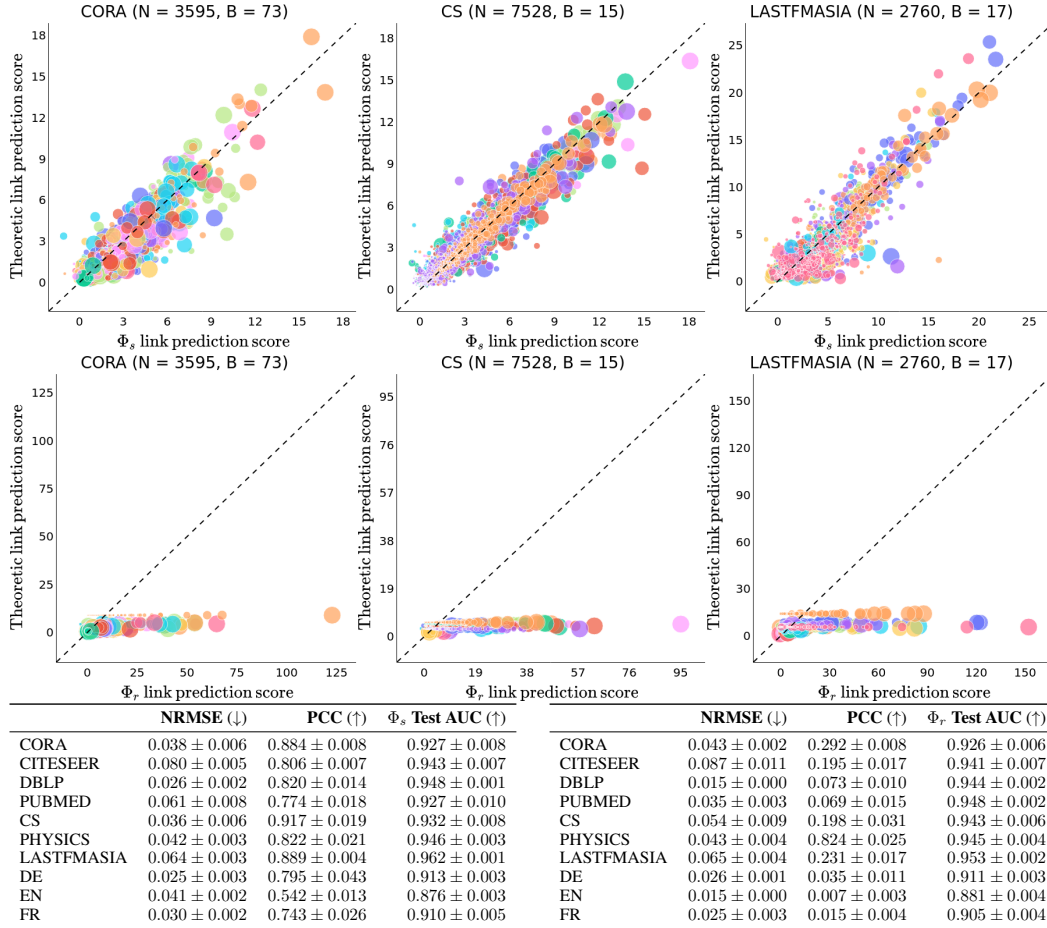 CORA (N = 3595, B = 73)
18
15
12
9
6
3
0
Theoretic link prediction score
0 3 6 9 12 15 18
Φs link prediction score
CS (N = 7528, B = 15)
18
15
12
9
6
3
0
Theoretic link prediction score
0 3 6 9 12 15 18
Φs link prediction score
LASTFMASIA (N = 2760, B = 17)
25
20
15
10
5
0
Theoretic link prediction score
0 5 10 15 20 25
Φs link prediction score
CORA (N = 3595, B = 73)
125
100
75
50
25
0
Theoretic link prediction score
0 25 50 75 100 125
Φr link prediction score
CS (N = 7528, B = 15)
95
76
57
38
19
0
Theoretic link prediction score
0 19 38 57 76 95
Φr link prediction score
LASTFMASIA (N = 2760, B = 17)
150
120
90
60
30
0
Theoretic link prediction score
0 30 60 90 120 150
Φr link prediction score
NRMSE (↓) PCC (↑) Φs Test AUC (↑)
CORA 0.038 ± 0.006 0.884 ± 0.008 0.927 ± 0.008
CITESEER 0.080 ± 0.005 0.806 ± 0.007 0.943 ± 0.007
DBLP 0.026 ± 0.002 0.820 ± 0.014 0.948 ± 0.001
PUBMED 0.061 ± 0.008 0.774 ± 0.018 0.927 ± 0.010
CS 0.036 ± 0.006 0.917 ± 0.019 0.932 ± 0.008
PHYSICS 0.042 ± 0.003 0.822 ± 0.021 0.946 ± 0.003
LASTFMASIA 0.064 ± 0.003 0.889 ± 0.004 0.962 ± 0.001
DE 0.025 ± 0.003 0.795 ± 0.043 0.913 ± 0.003
EN 0.041 ± 0.002 0.542 ± 0.013 0.876 ± 0.003
FR 0.030 ± 0.002 0.743 ± 0.026 0.910 ± 0.005
NRMSE (↓) PCC (↑) Φr Test AUC (↑)
CORA 0.043 ± 0.002 0.292 ± 0.008 0.926 ± 0.006
CITESEER 0.087 ± 0.011 0.195 ± 0.017 0.941 ± 0.007
DBLP 0.015 ± 0.000 0.073 ± 0.010 0.944 ± 0.002
PUBMED 0.035 ± 0.003 0.069 ± 0.015 0.948 ± 0.002
CS 0.054 ± 0.009 0.198 ± 0.031 0.943 ± 0.006
PHYSICS 0.043 ± 0.004 0.824 ± 0.025 0.945 ± 0.004
LASTFMASIA 0.065 ± 0.004 0.231 ± 0.017 0.953 ± 0.002
DE 0.026 ± 0.001 0.035 ± 0.011 0.911 ± 0.003
EN 0.015 ± 0.000 0.007 ± 0.003 0.881 ± 0.004
FR 0.025 ± 0.003 0.015 ± 0.004 0.905 ± 0.004